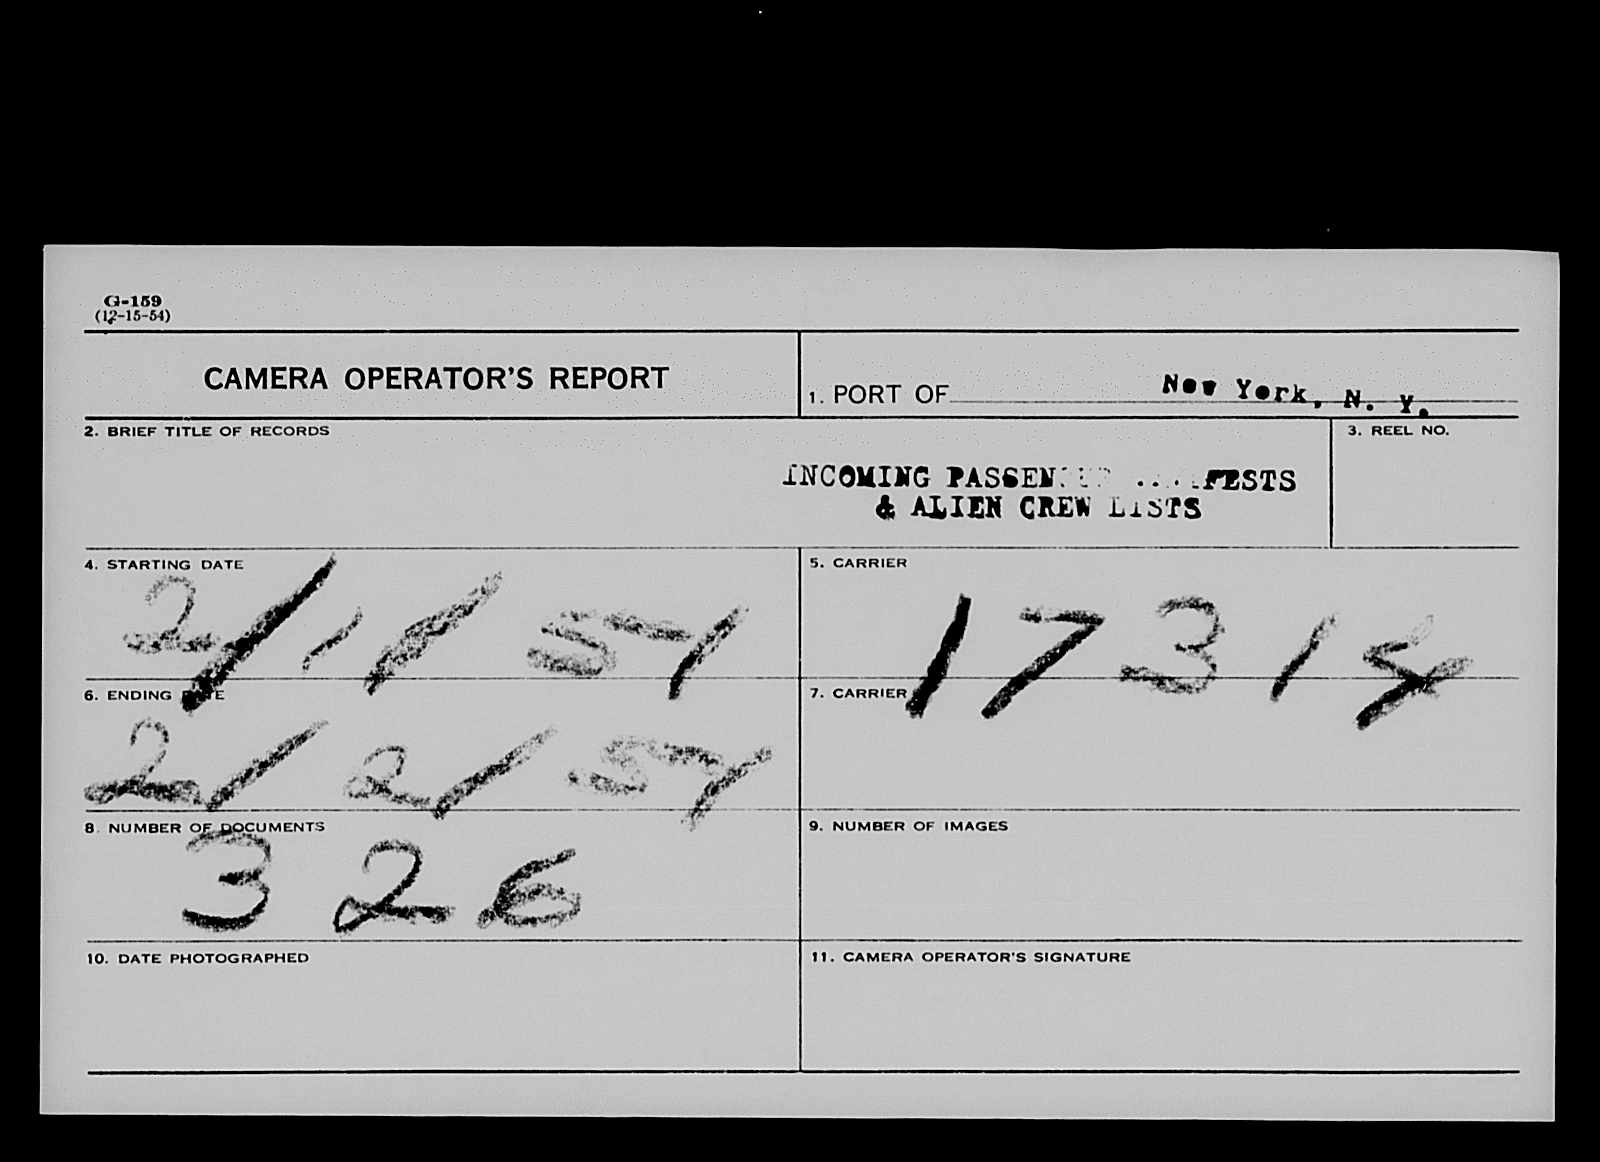 G-159
(12-15-54)
CAMERA OPERATOR'S REPORT
1. PORT OF New York, N. Y.
2. BRIEF TITLE OF RECORDS
3. REEL NO.
INCOMING
& ALIEN CREW LISTS
4. STARTING DATE
2/1/57
5. CARRIER
17314
6. ENDING DATE
2/2/57
7. CARRIER
8. NUMBER OF DOCUMENTS
326
9. NUMBER OF IMAGES
10. DATE PHOTOGRAPHED
11. CAMERA OPERATOR'S SIGNATURE